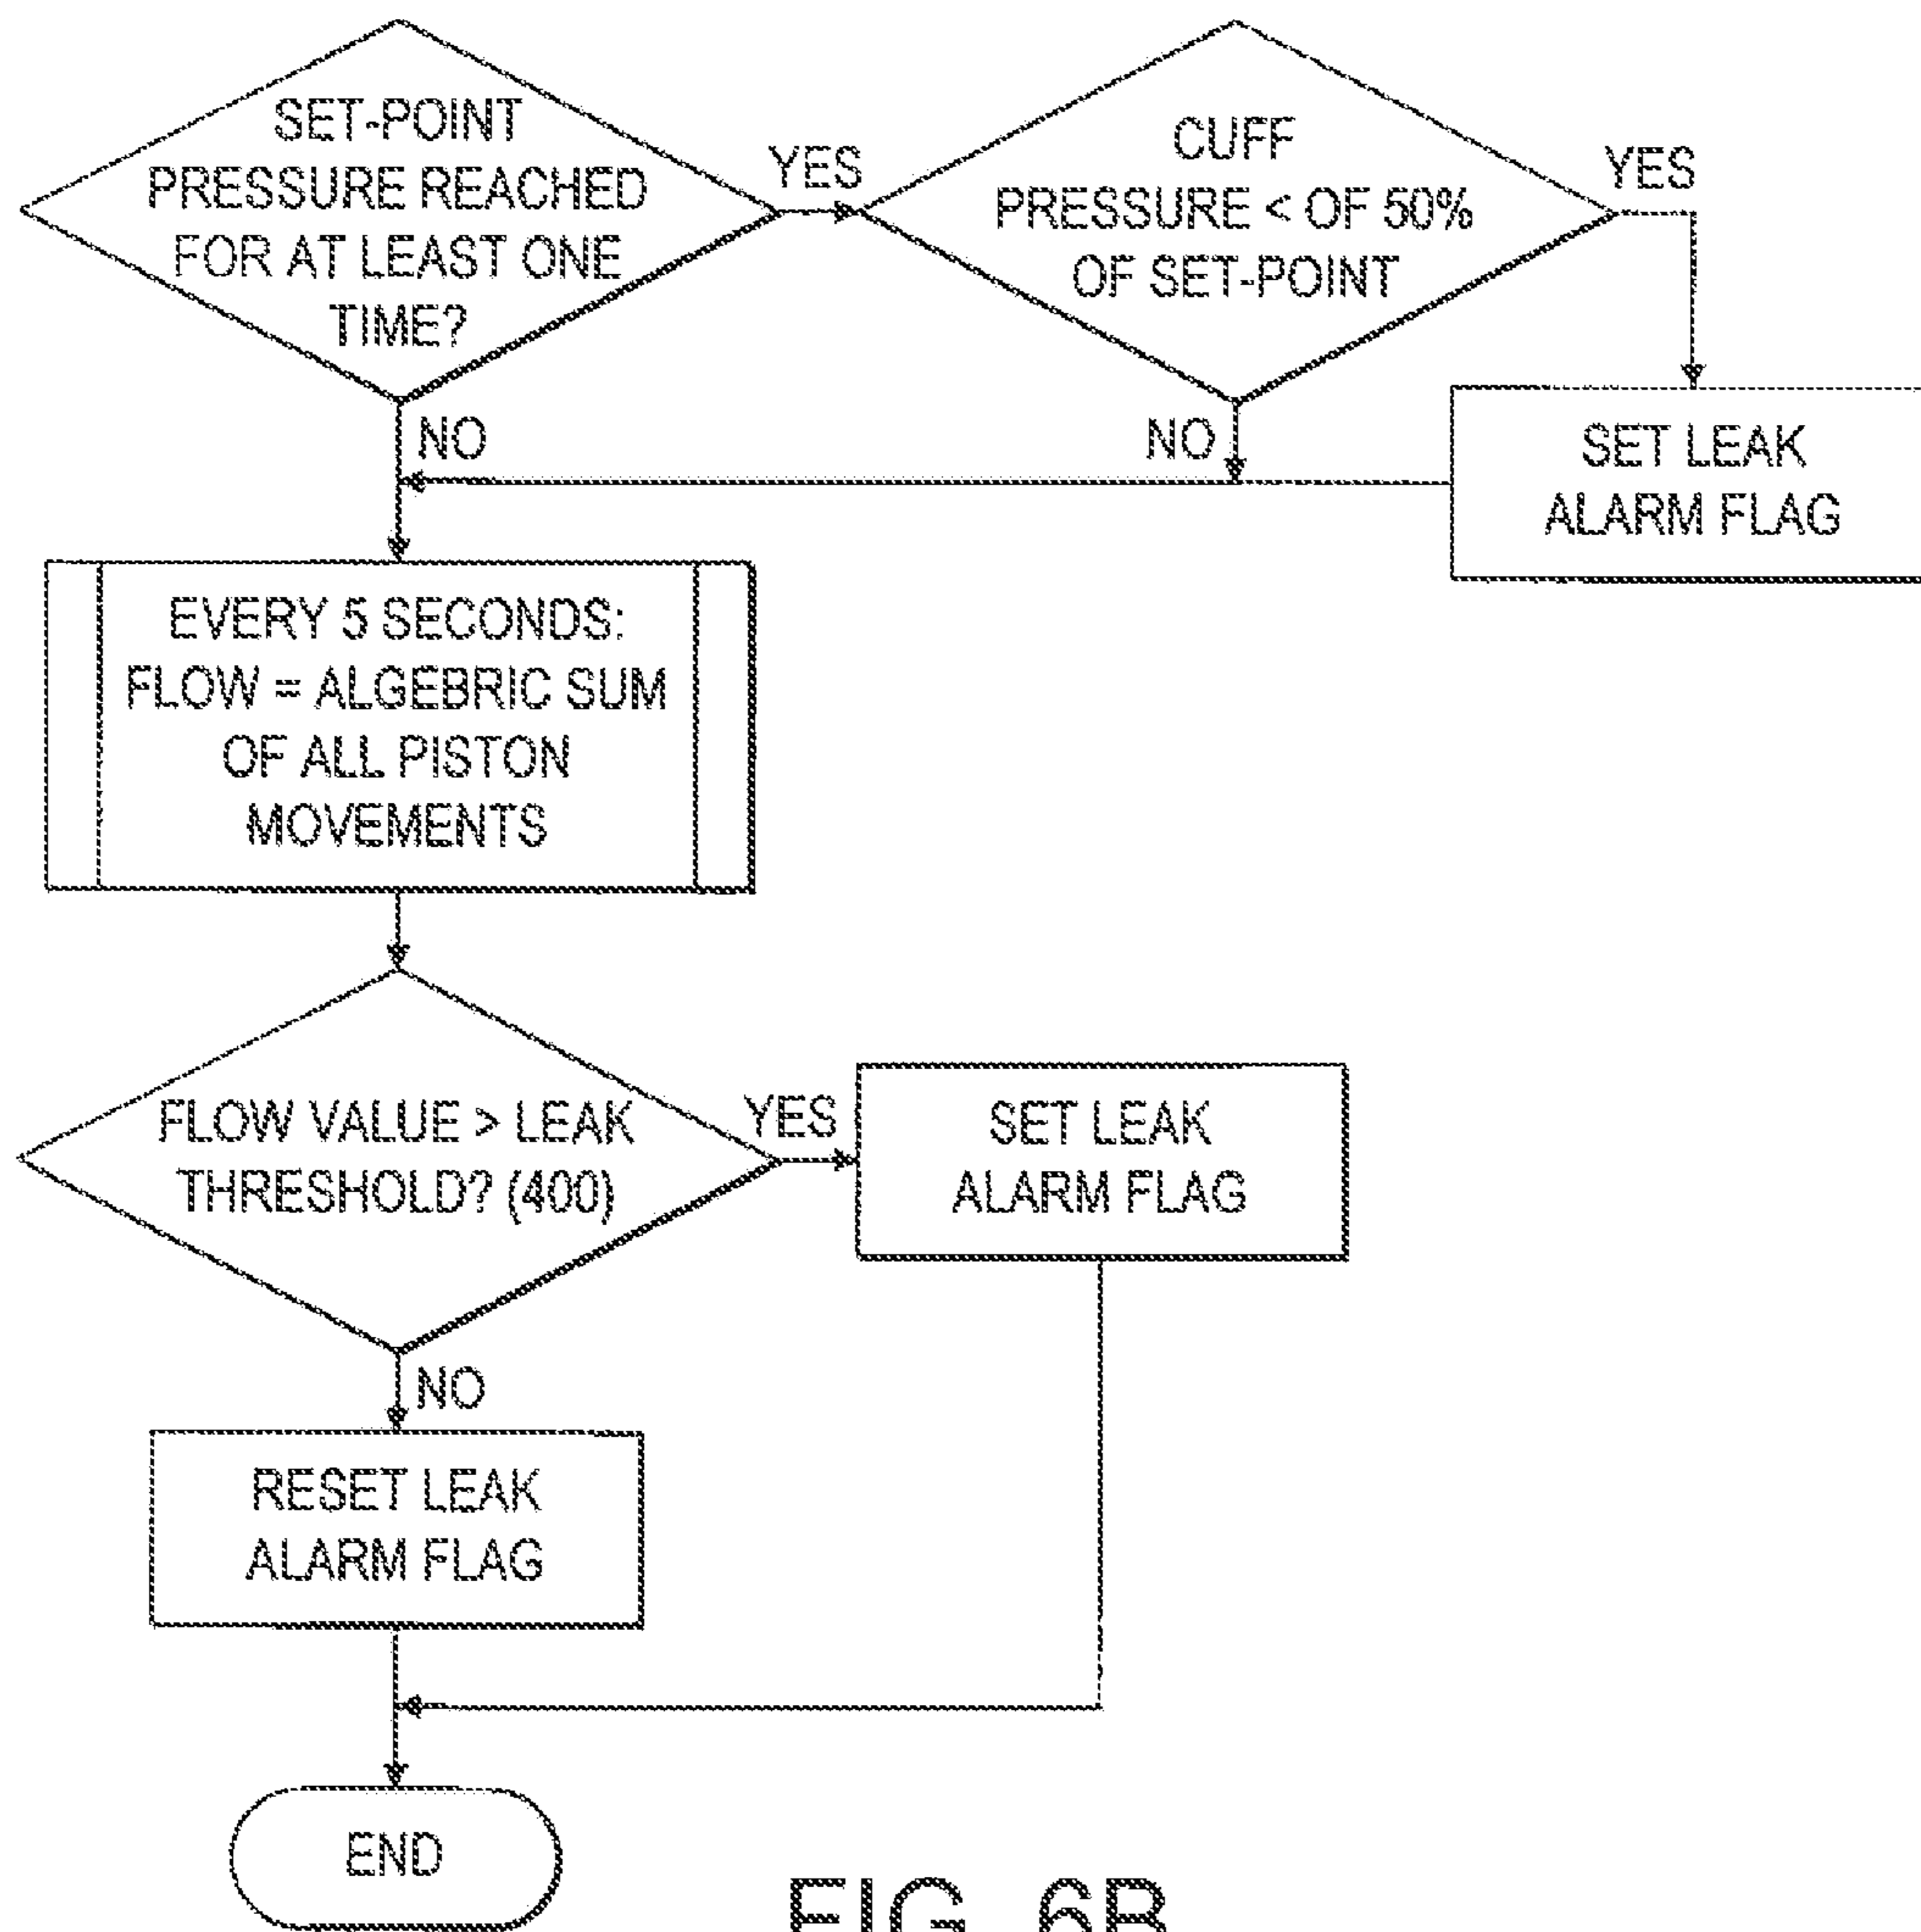 SET-POINT
PRESSURE REACHED
FOR AT LEAST ONE
TIME?
YES
CUFF
PRESSURE < OF 50%
OF SET-POINT
YES
NO
NO
SET LEAK
ALARM FLAG
EVERY 5 SECONDS:
FLOW = ALGEBRIC SUM
OF ALL PISTON
MOVEMENTS
FLOW VALUE > LEAK
THRESHOLD? (400)
YES
SET LEAK
ALARM FLAG
NO
RESET LEAK
ALARM FLAG
END
FIG. 6B